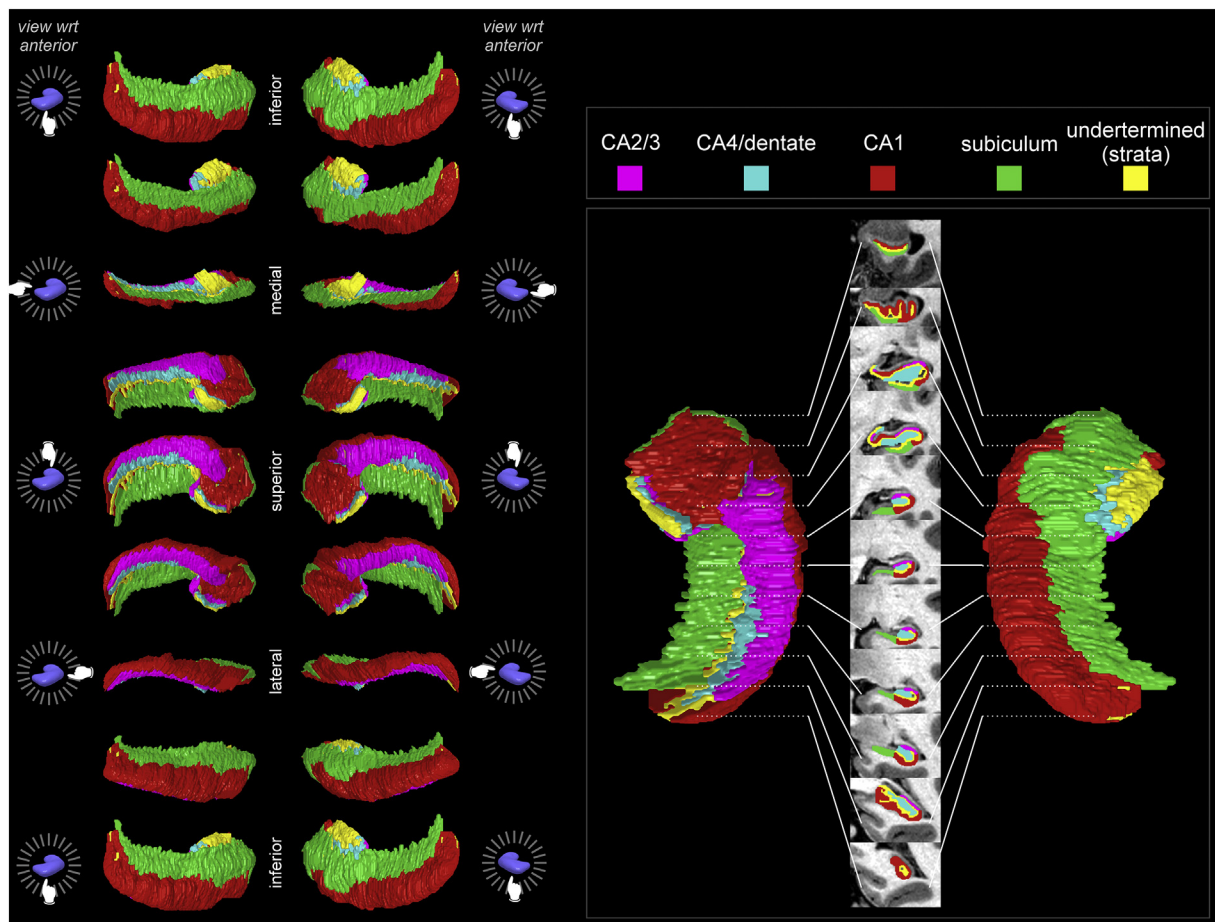 view wrt
anterior
view wrt
anterior
inferior
medial
superior
lateral
inferior
CA2/3
CA4/dentate
CA1
subiculum
undertermined
(strata)